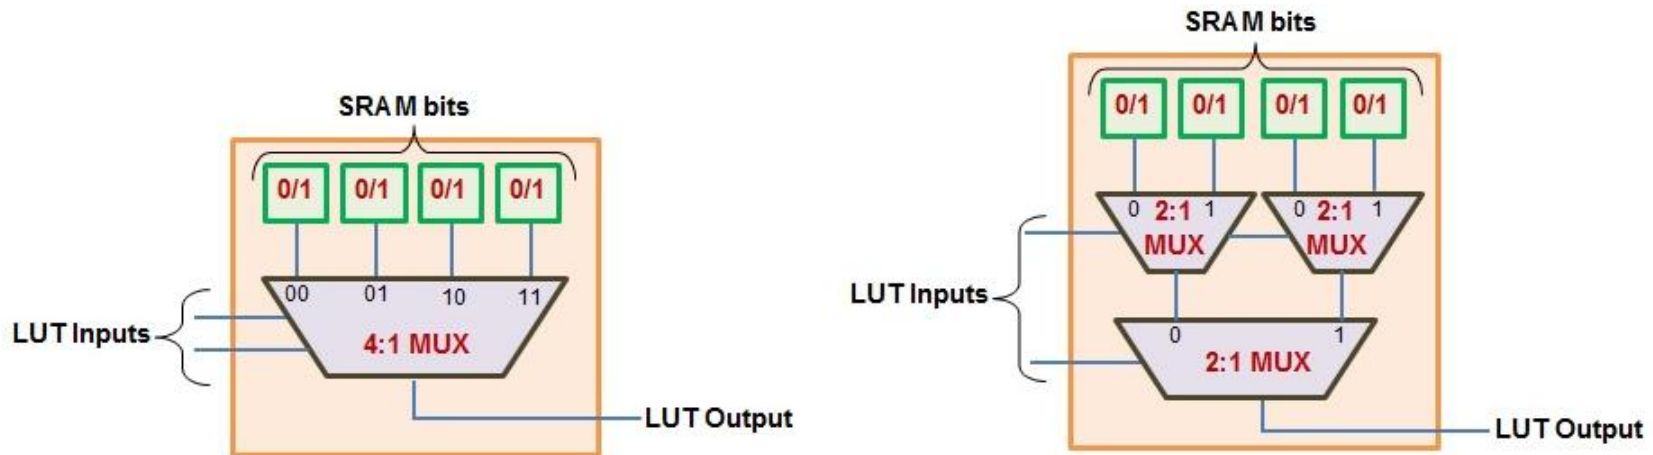 SRAM bits
0/1 0/1 0/1 0/1
00 01 10 11
LUT Inputs
4:1 MUX
LUT Output
SRAM bits
0/1 0/1 0/1 0/1
0 2:1 1 0 2:1 1
MUX MUX
LUT Inputs
0 1
2:1 MUX
LUT Output